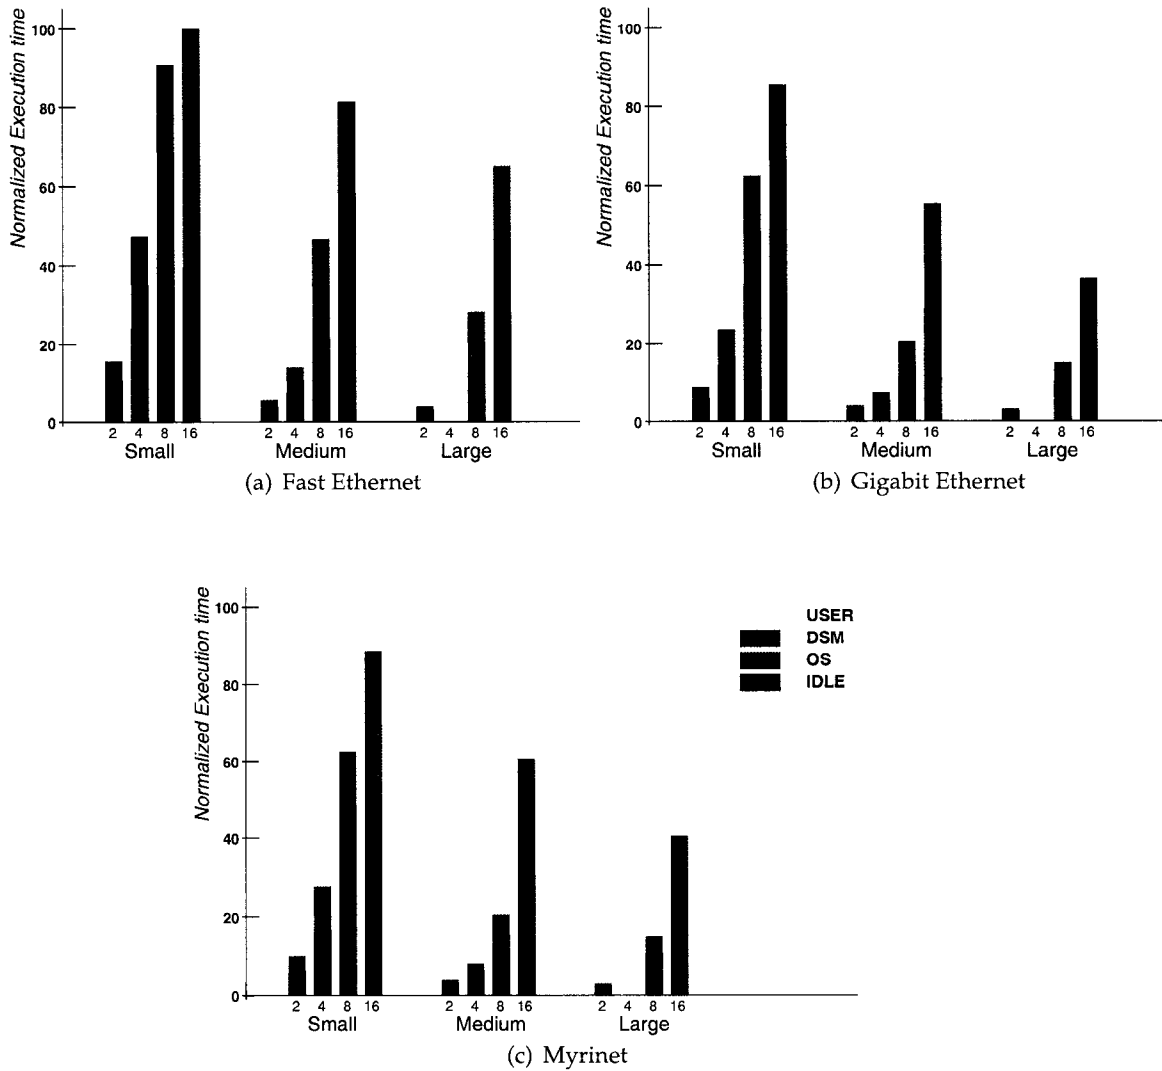 Normalized Execution time
100
80
60
40
20
0
2 4 8 16 2 4 8 16 2 4 8 16
Small Medium Large
(a) Fast Ethernet
Normalized Execution time
100
80
60
40
20
0
2 4 8 16 2 4 8 16 2 4 8 16
Small Medium Large
(b) Gigabit Ethernet
Normalized Execution time
100
80
60
40
20
0
2 4 8 16 2 4 8 16 2 4 8 16
Small Medium Large
USER
DSM
OS
IDLE
(c) Myrinet